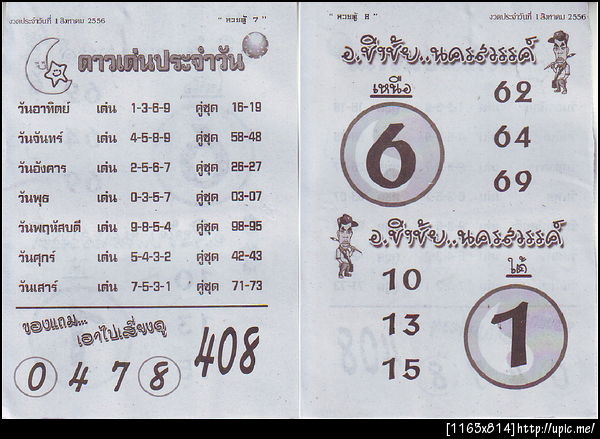 งวดประจำวันที่ 1 สิงหาคม 2556 " หวยตู้ 7 "
ดาวเด่นประจำวัน
วันอาทิตย์ เด่น 1-3-6-9 คู่ชุด 16-19
วันจันทร์ เด่น 4-5-8-9 คู่ชุด 58-48
วันอังคาร เด่น 2-5-6-7 คู่ชุด 26-27
วันพุธ เด่น 0-3-5-7 คู่ชุด 03-07
วันพฤหัสบดี เด่น 9-8-5-4 คู่ชุด 98-95
วันศุกร์ เด่น 5-4-3-2 คู่ชุด 42-43
วันเสาร์ เด่น 7-5-3-1 คู่ชุด 71-73
ของแถม...
เอาไปเสี่ยงดู
0 4 7 8 408
" หวยตู้ 8 " งวดประจำวันที่ 1 สิงหาคม 2556
อ.ชีวชัย..นครสวรรค์
เหนือ
6
62
64
69
อ.ชีวชัย..นครสวรรค์
ใต้
10
13
15
1
[1163x814]http://upic.me/